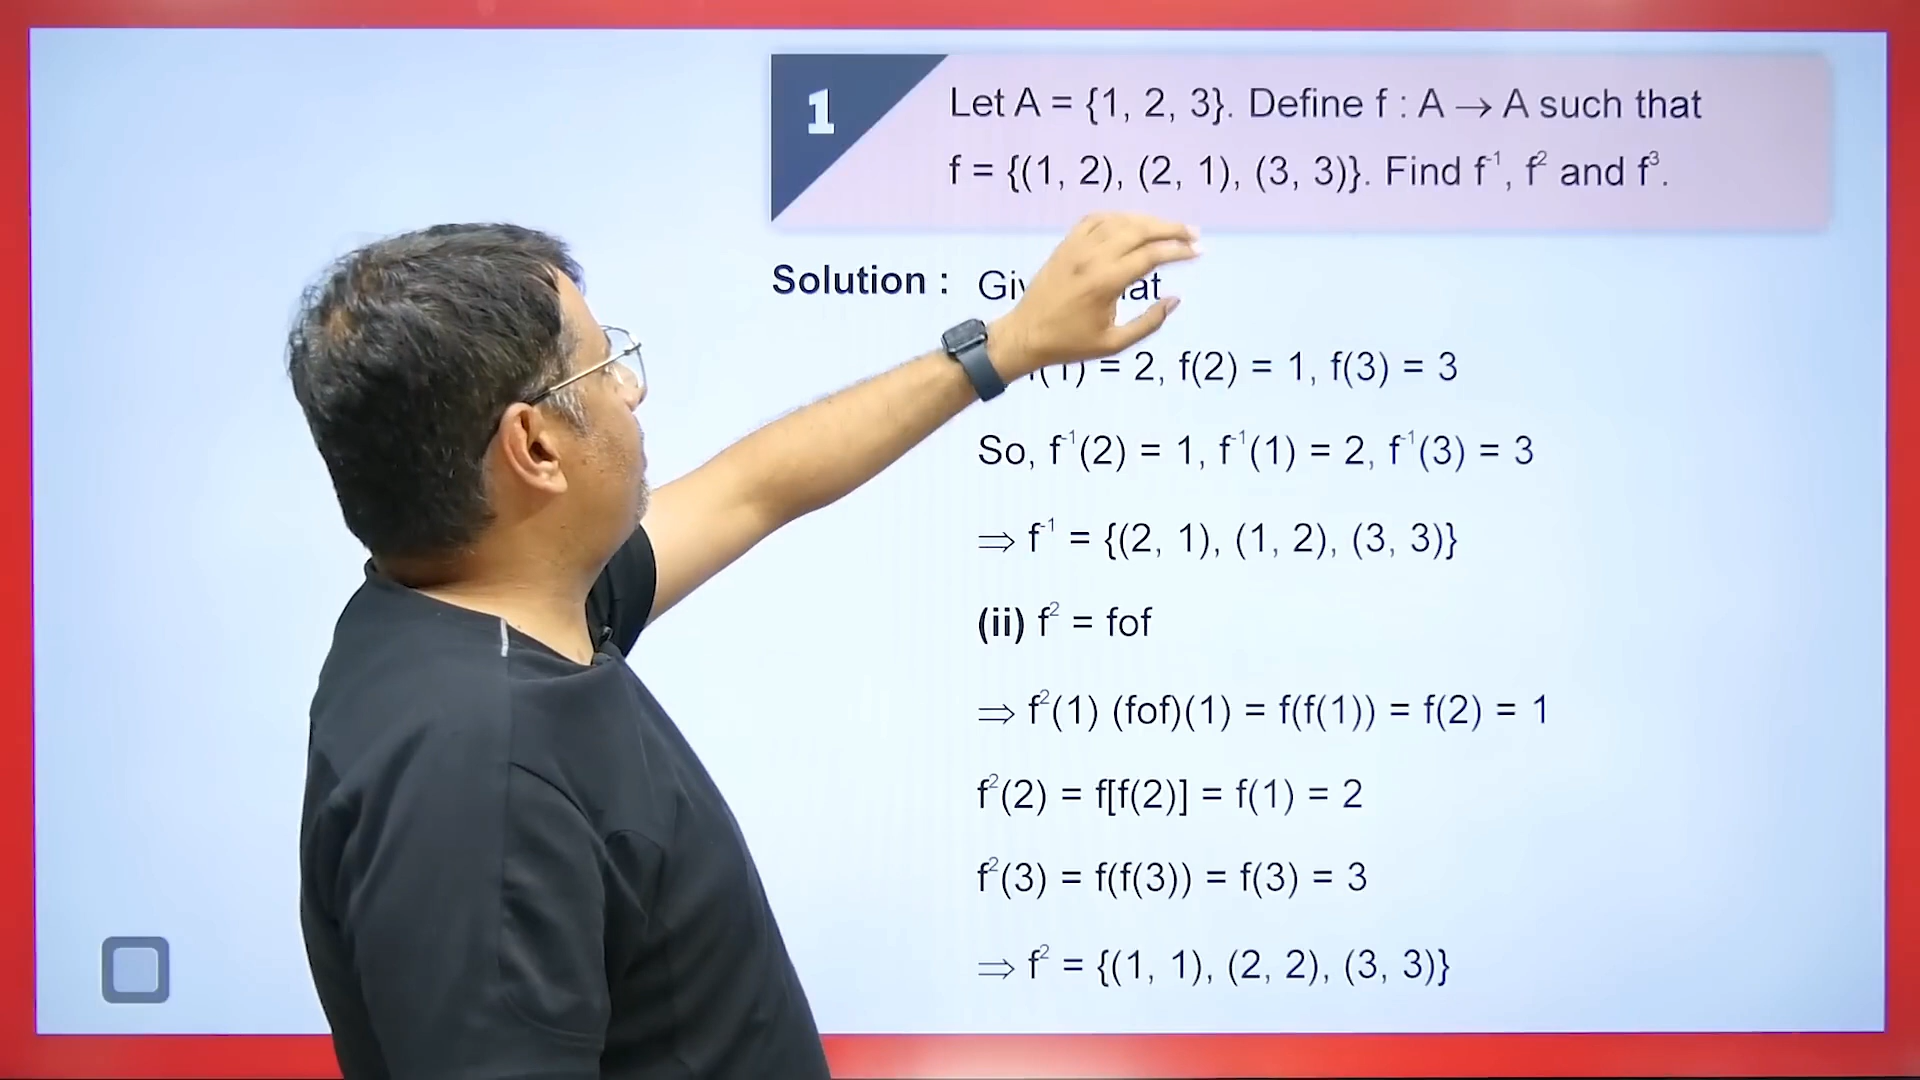 1
Let A = {1, 2, 3}. Define f : A → A such that
f = {(1, 2), (2, 1), (3, 3)}. Find f⁻¹, f² and f³.
Solution :
= 2, f(2) = 1, f(3) = 3
So, f⁻¹(2) = 1, f⁻¹(1) = 2, f⁻¹(3) = 3
⇒ f⁻¹ = {(2, 1), (1, 2), (3, 3)}
(ii) f² = fof
⇒ f²(1) (fof)(1) = f(f(1)) = f(2) = 1
f²(2) = f[f(2)] = f(1) = 2
f²(3) = f(f(3)) = f(3) = 3
⇒ f² = {(1, 1), (2, 2), (3, 3)}